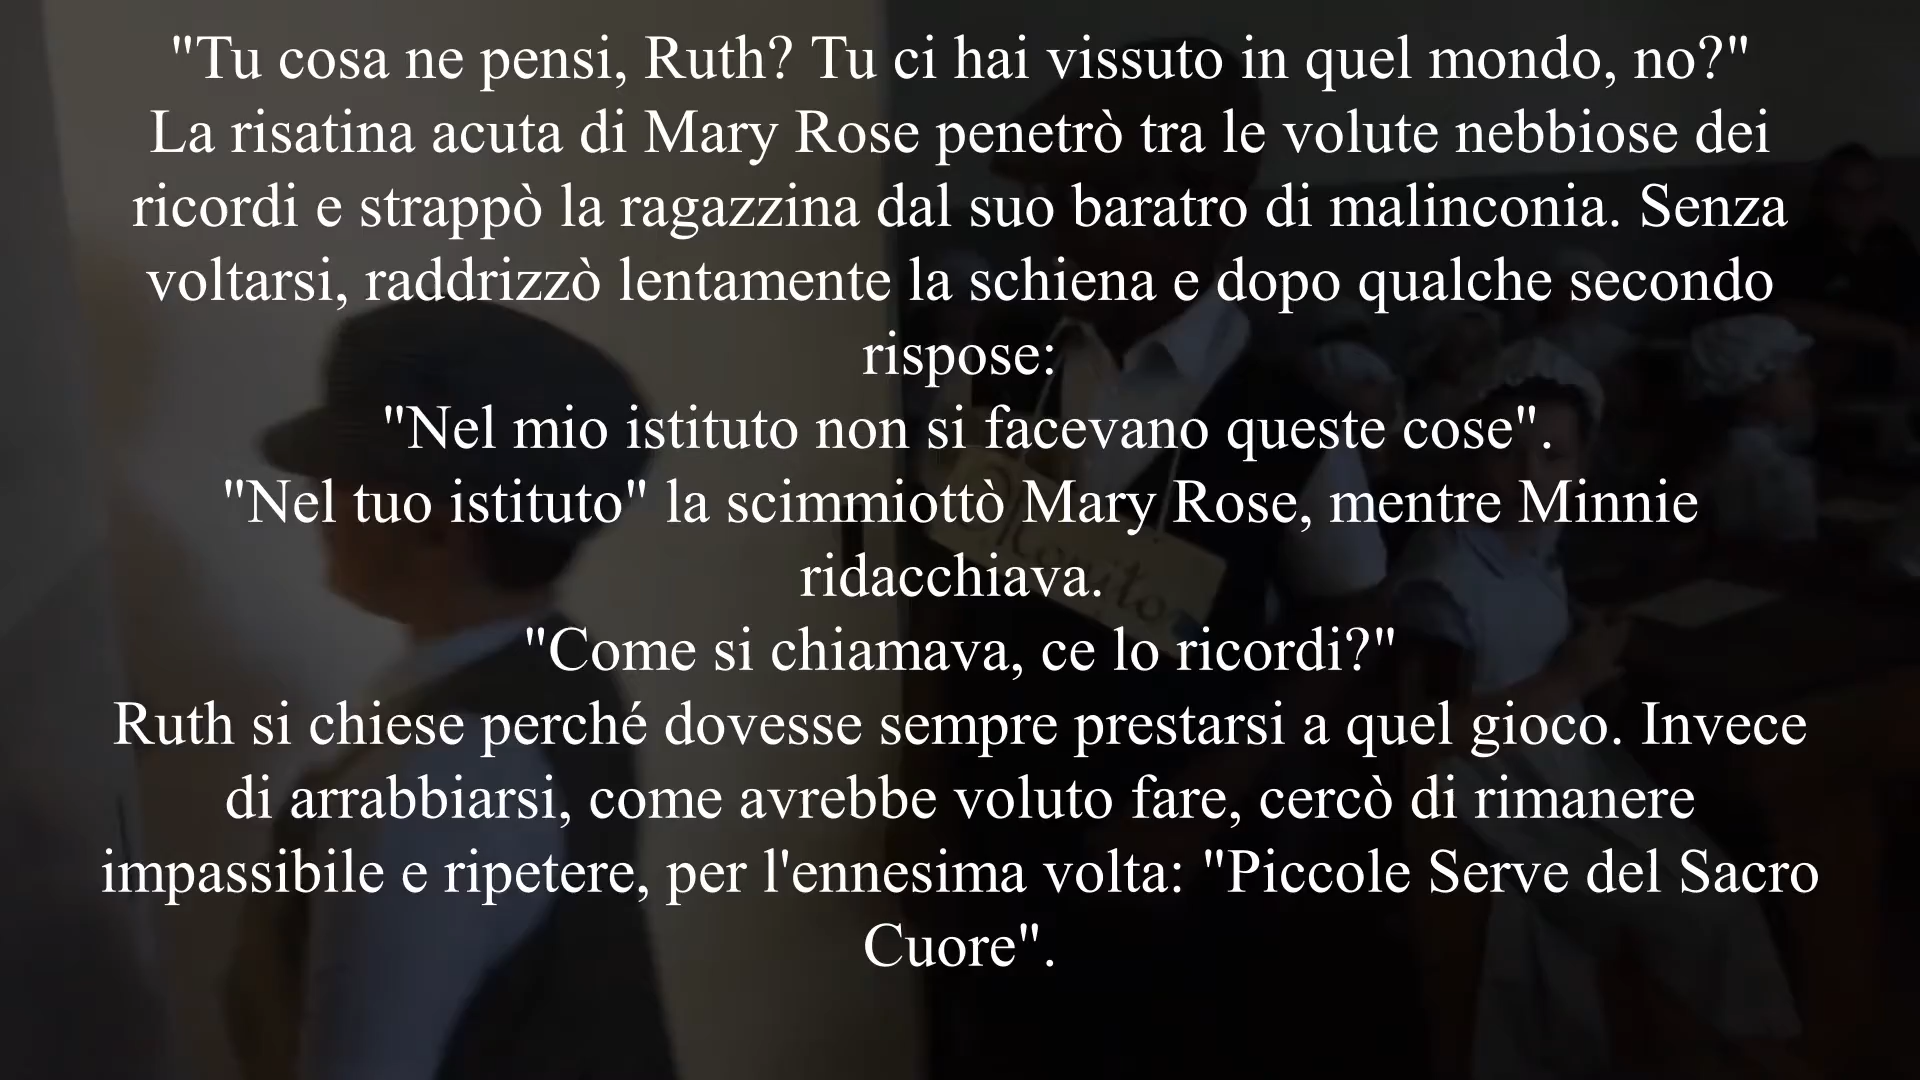 "Tu cosa ne pensi, Ruth? Tu ci hai vissuto in quel mondo, no?"
La risatina acuta di Mary Rose penetrò tra le volute nebbiose dei
ricordi e strappò la ragazzina dal suo baratro di malinconia. Senza
voltarsi, raddrizzò lentamente la schiena e dopo qualche secondo
rispose:
"Nel mio istituto non si facevano queste cose".
"Nel tuo istituto" la scimmiottò Mary Rose, mentre Minnie
ridacchiava.
"Come si chiamava, ce lo ricordi?"
Ruth si chiese perché dovesse sempre prestarsi a quel gioco. Invece
di arrabbiarsi, come avrebbe voluto fare, cercò di rimanere
impassibile e ripetere, per l'ennesima volta: "Piccole Serve del Sacro
Cuore".